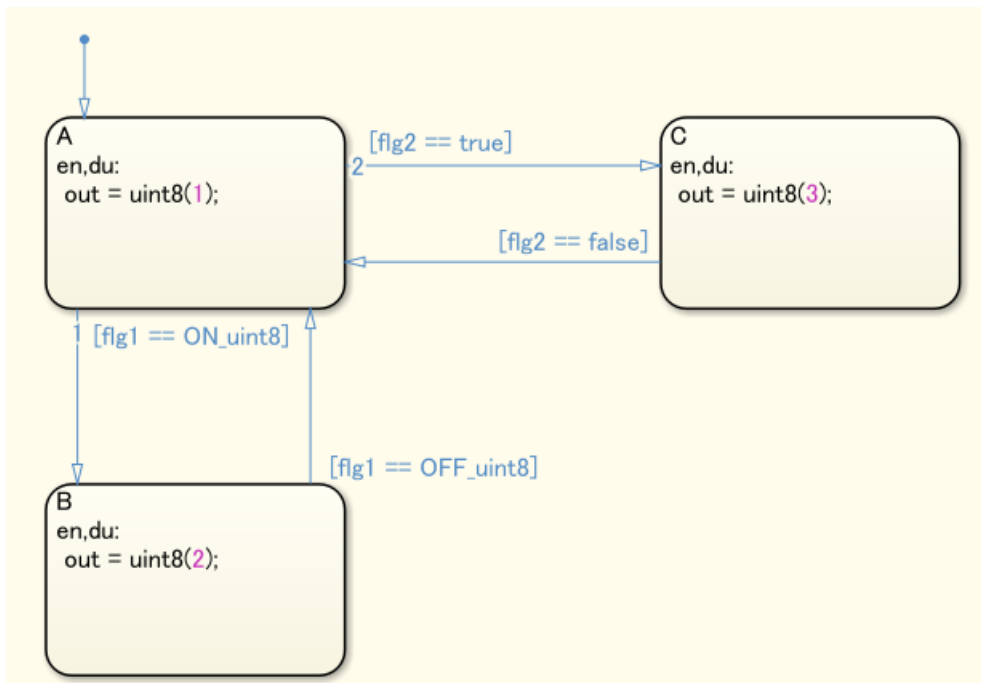 A
en,du:
out = uint8(1);
2
[flg2 == true]
C
en,du:
out = uint8(3);
[flg2 == false]
1 [flg1 == ON_uint8]
[flg1 == OFF_uint8]
B
en,du:
out = uint8(2);